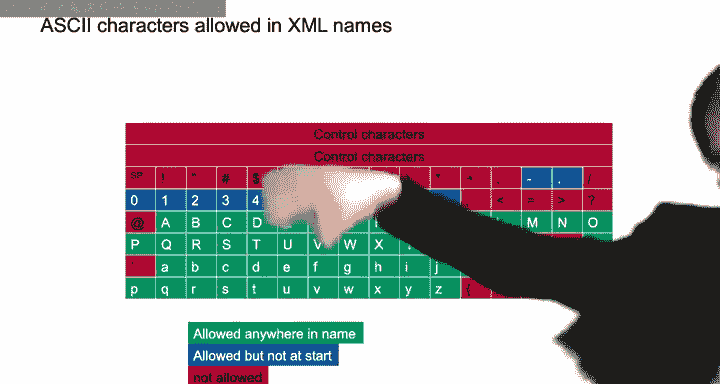 ASCII characters allowed in XML names
Control characters
Control characters
SP ! " # $ * + , - . /
0 1 2 3 4 < = > ?
@ A B C D M N O
P Q R S T U V W X
` a b c d e f g h i j
p q r s t u v w x y z {
Allowed anywhere in name
Allowed but not at start
not allowed